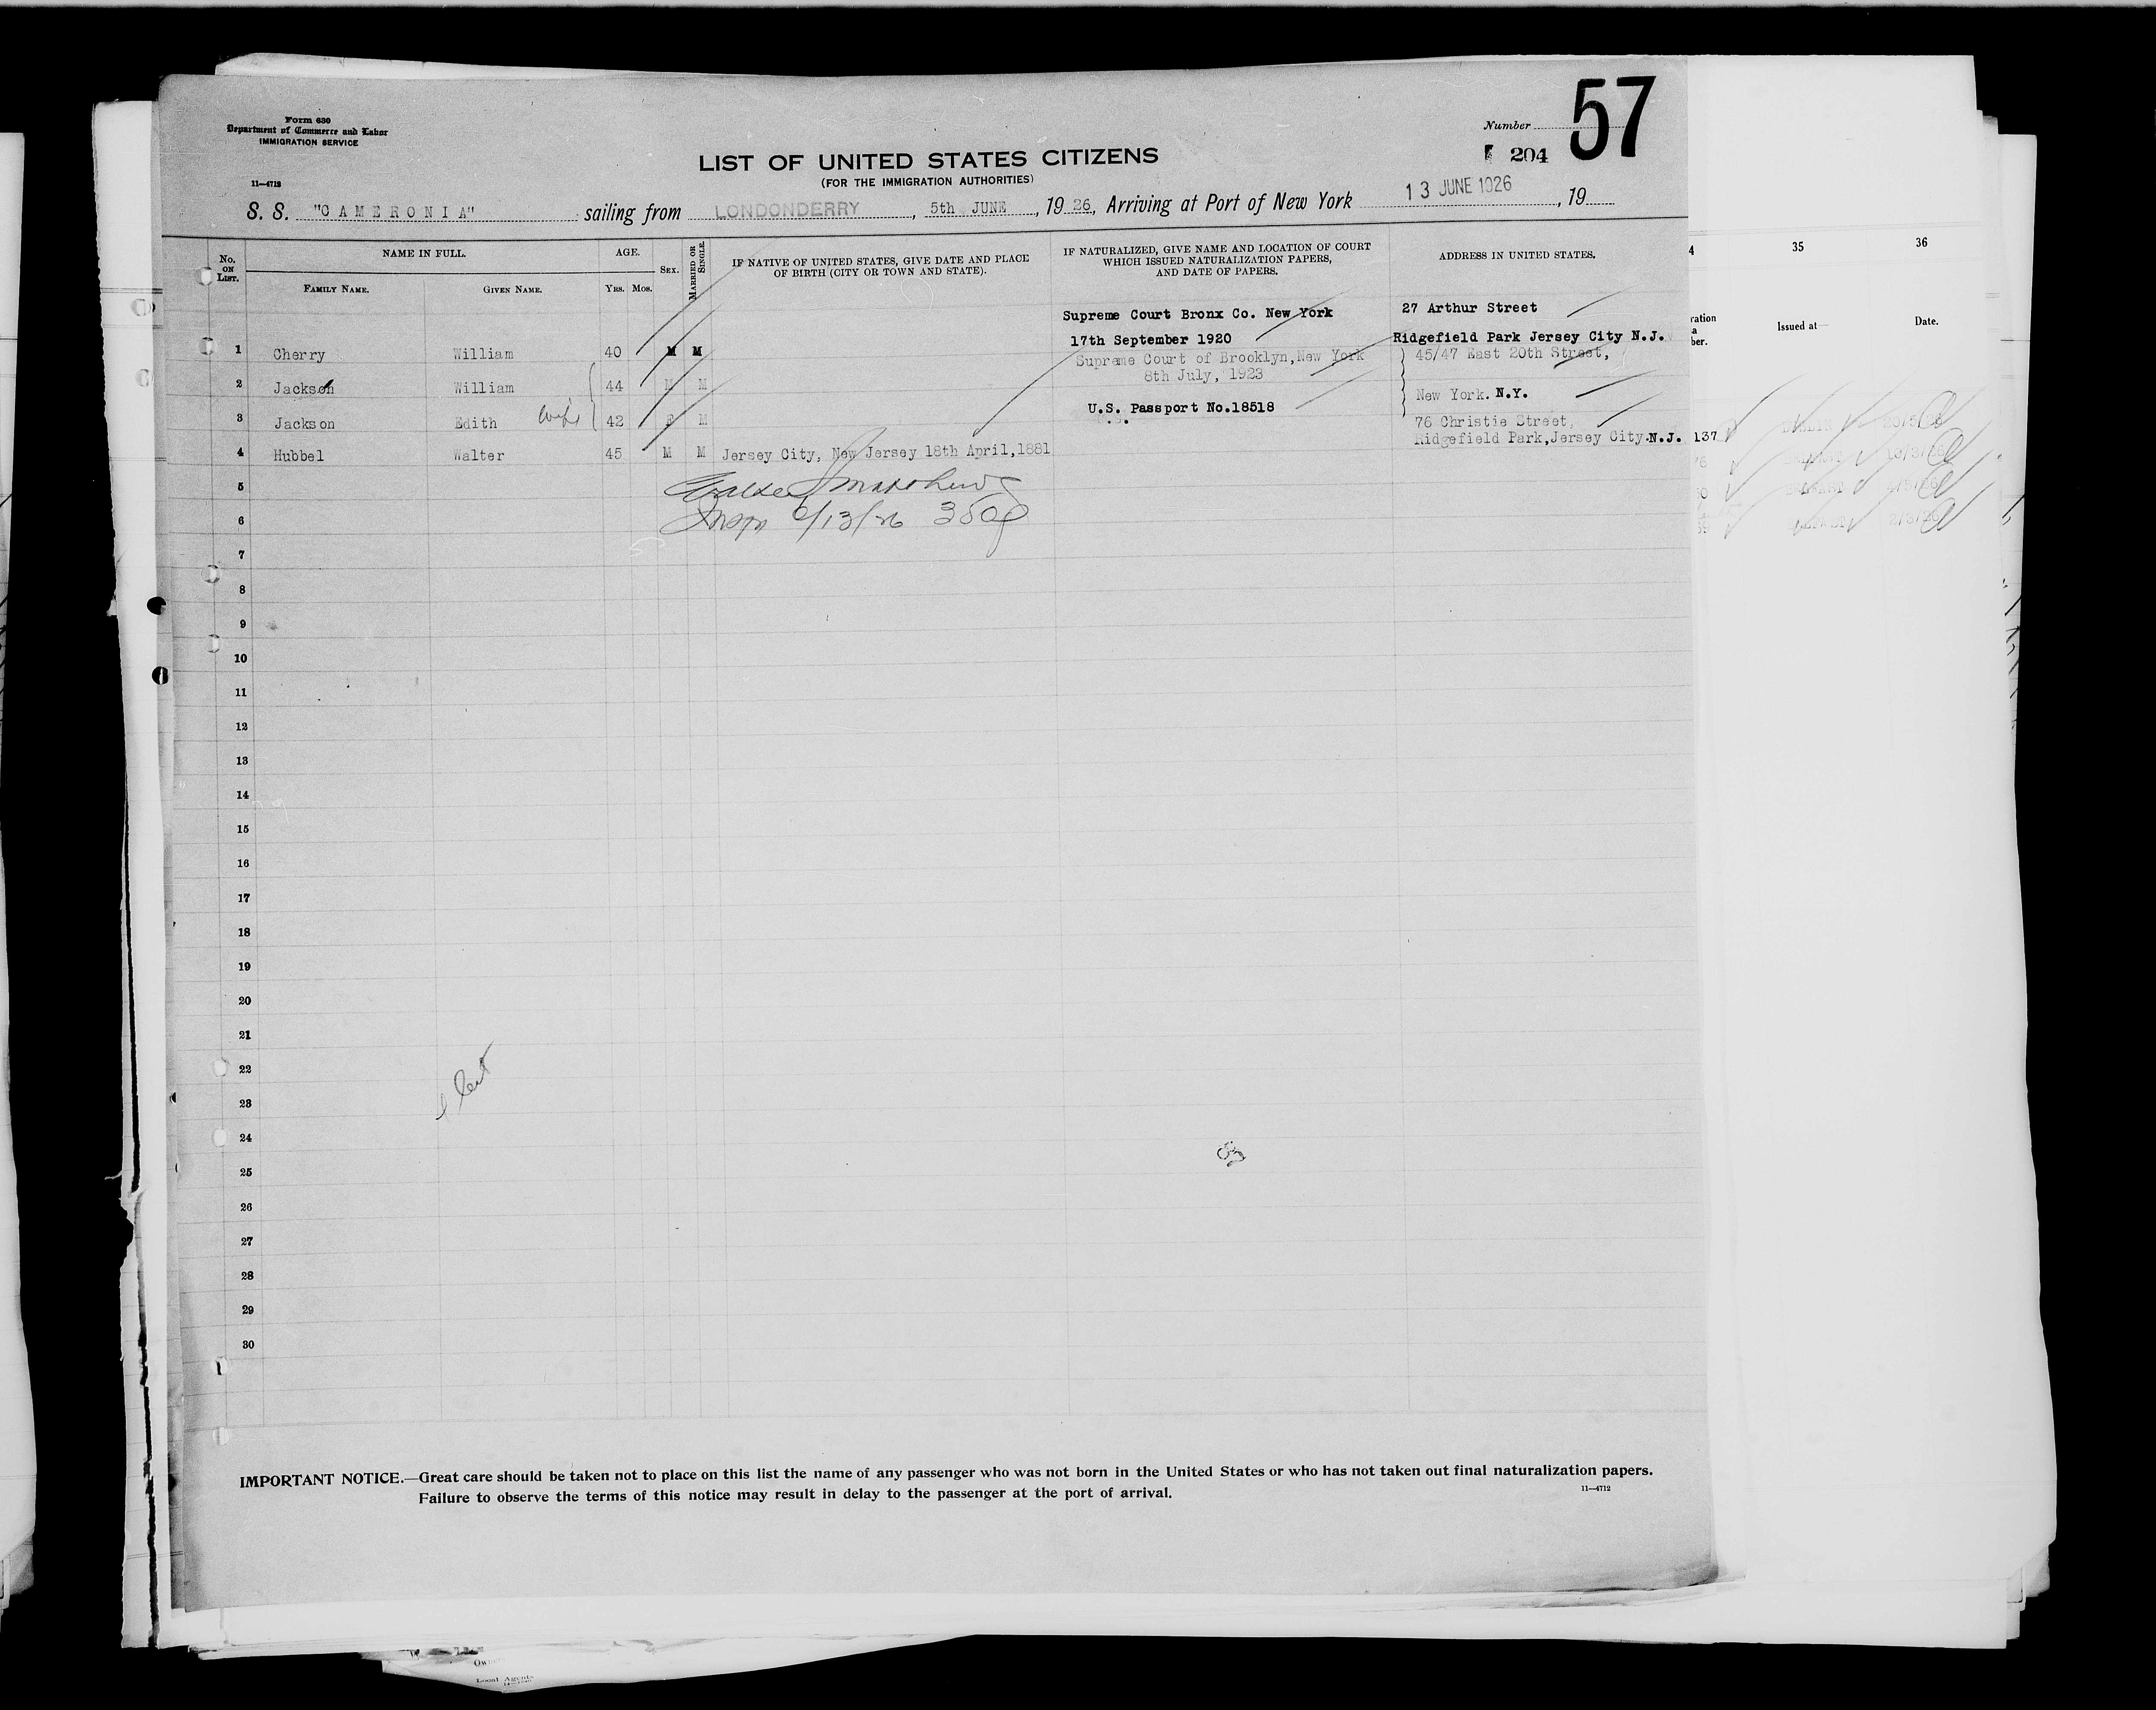 Form 630
Department of Commerce and Labor
IMMIGRATION SERVICE
11—4712
Number
57
204
LIST OF UNITED STATES CITIZENS
(FOR THE IMMIGRATION AUTHORITIES)
S. S. "CAMERONIA" sailing from LONDONDERRY, 5th JUNE, 1926, Arriving at Port of New York 13 JUNE 1926, 19
No. ON LIST.
NAME IN FULL.
FAMILY NAME.
GIVEN NAME.
AGE.
YRS. MOS.
SEX.
MARRIED OR SINGLE.
IF NATIVE OF UNITED STATES, GIVE DATE AND PLACE
OF BIRTH (CITY OR TOWN AND STATE).
IF NATURALIZED, GIVE NAME AND LOCATION OF COURT
WHICH ISSUED NATURALIZATION PAPERS,
AND DATE OF PAPERS.
ADDRESS IN UNITED STATES.
Supreme Court Bronx Co. New York 27 Arthur Street
1 Cherry William 40 M M 17th September 1920 Ridgefield Park Jersey City N.J.
Supreme Court of Brooklyn, New York 45/47 East 20th Street,
2 Jackson William 44 M M 8th July, 1923
New York. N.Y.
3 Jackson Edith wife 42 F M U.S. Passport No.18518
76 Christie Street,
Ridgefield Park, Jersey City N.J.
4 Hubbel Walter 45 M M Jersey City, New Jersey 18th April, 1881
5
Insp 6/13/26
6
7
8
9
10
11
12
13
14
15
16
17
18
19
20
21
22
23
24
25
26
27
28
29
30
IMPORTANT NOTICE.—Great care should be taken not to place on this list the name of any passenger who was not born in the United States or who has not taken out final naturalization papers.
Failure to observe the terms of this notice may result in delay to the passenger at the port of arrival.
11—4712
35
36
Issued at—
Date.
137
Local Agents